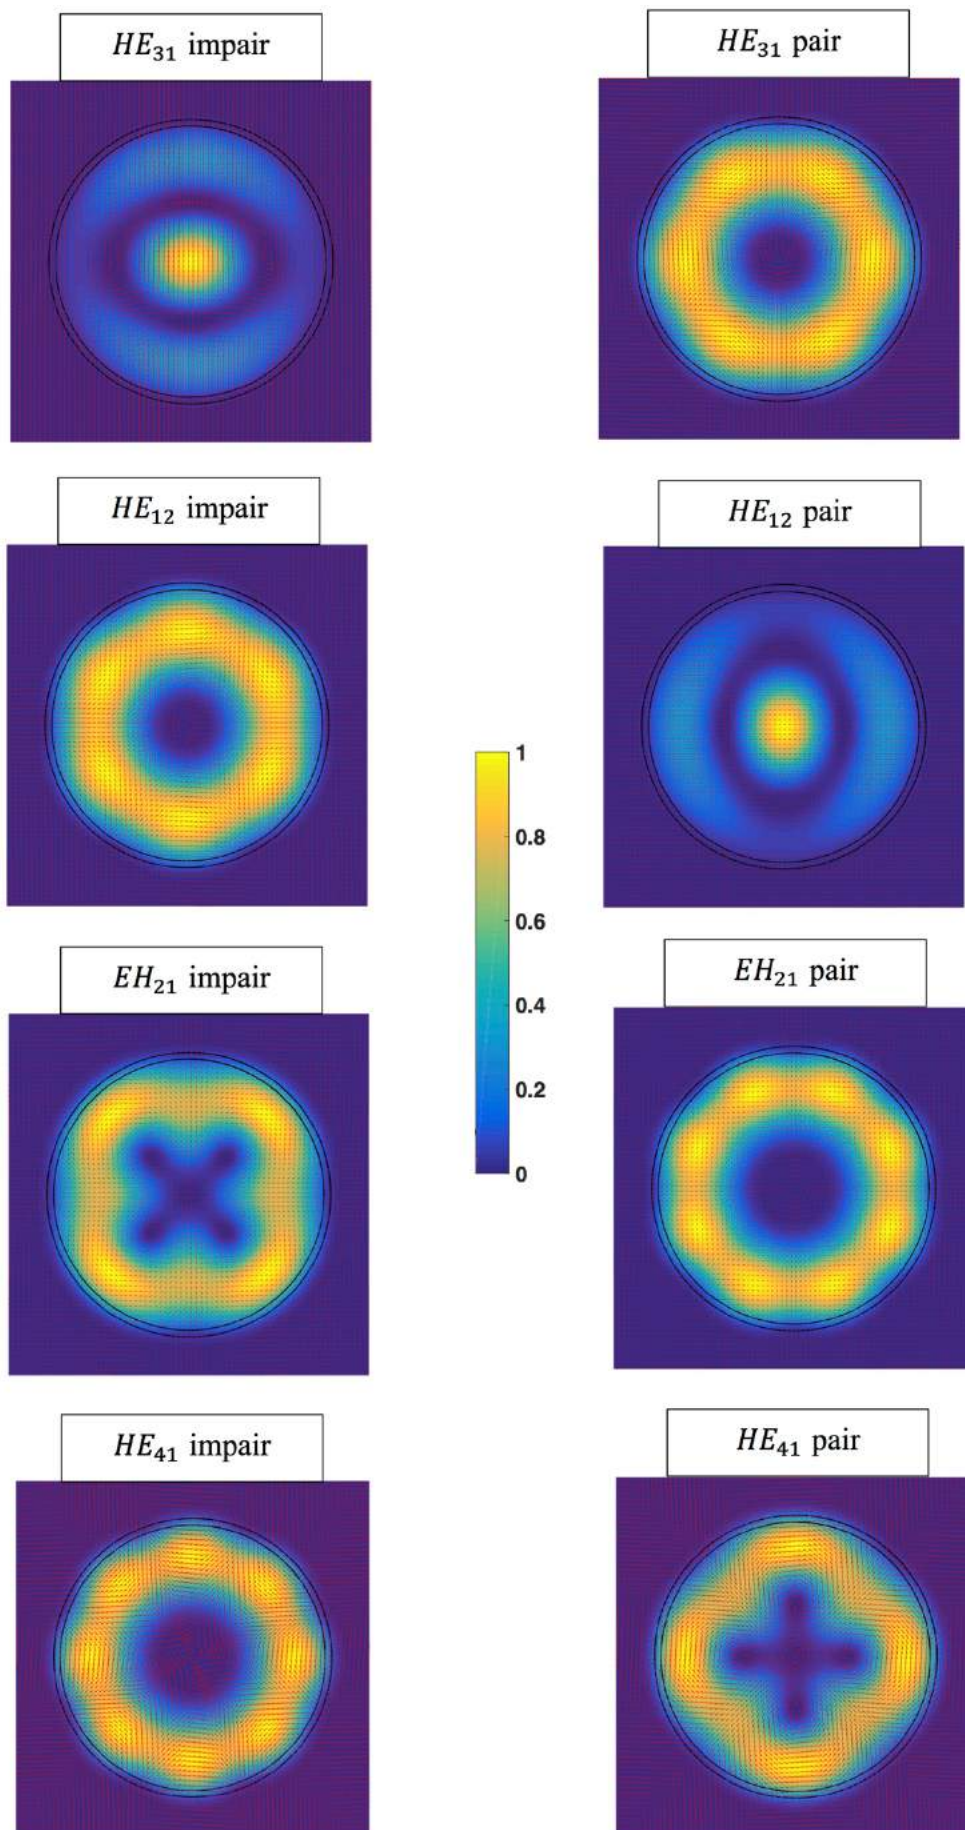 HE₃₁ impair
HE₃₁ pair
HE₁₂ impair
HE₁₂ pair
1
0.8
0.6
0.4
0.2
0
EH₂₁ impair
EH₂₁ pair
HE₄₁ impair
HE₄₁ pair